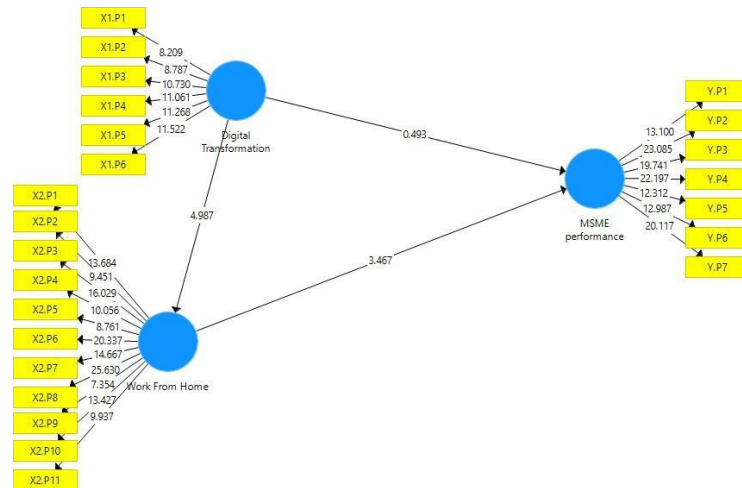 X1.P1
X1.P2
X1.P3
X1.P4
X1.P5
X1.P6
8.209
8.787
10.730
11.061
11.268
11.522
Digital
Transformation
0.493
4.987
3.467
Y.P1
Y.P2
Y.P3
Y.P4
Y.P5
Y.P6
Y.P7
13.100
23.085
19.741
22.197
12.312
12.987
20.117
MSME
performance
X2.P1
X2.P2
X2.P3
X2.P4
X2.P5
X2.P6
X2.P7
X2.P8
X2.P9
X2.P10
X2.P11
13.684
9.451
16.029
10.056
8.761
20.337
14.667
25.630
7.354
13.427
9.937
Work From Home